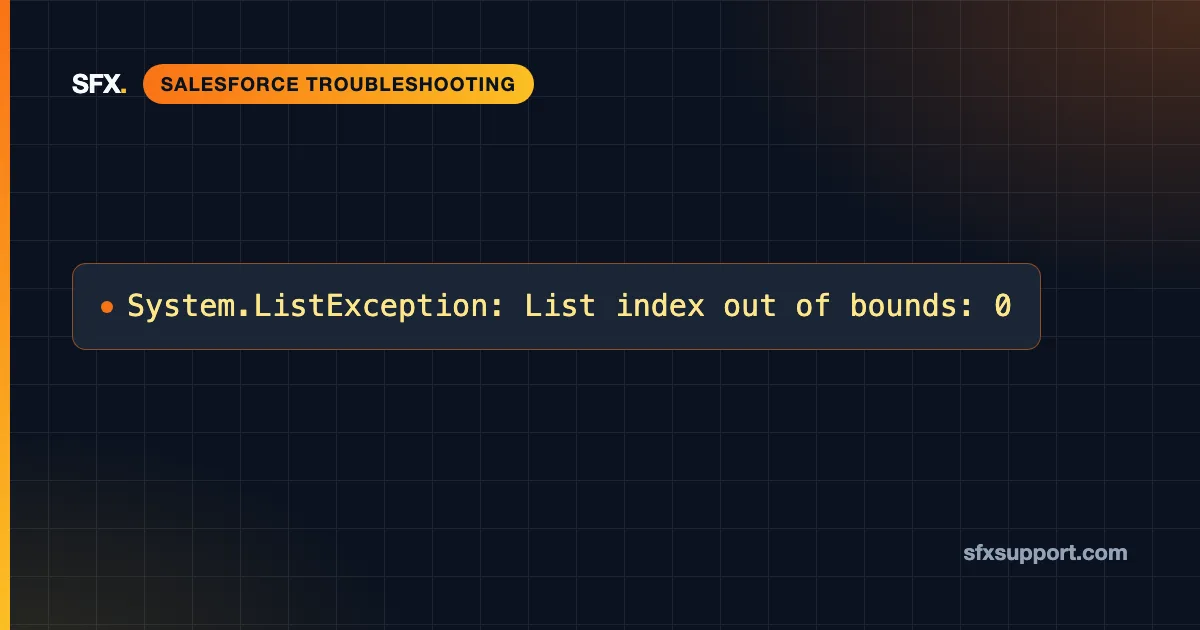 SFX.
SALESFORCE TROUBLESHOOTING
System.ListException: List index out of bounds: 0
sfxsupport.com